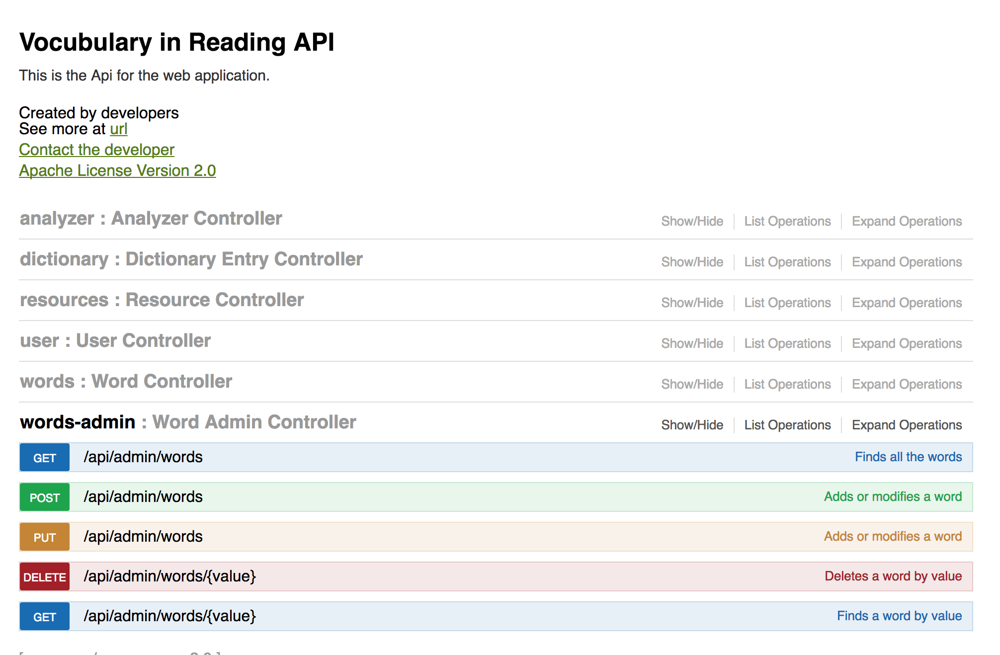 Vocubulary in Reading API
This is the Api for the web application.
Created by developers
See more at url
Contact the developer
Apache License Version 2.0
analyzer : Analyzer Controller Show/Hide List Operations Expand Operations
dictionary : Dictionary Entry Controller Show/Hide List Operations Expand Operations
resources : Resource Controller Show/Hide List Operations Expand Operations
user : User Controller Show/Hide List Operations Expand Operations
words : Word Controller Show/Hide List Operations Expand Operations
words-admin : Word Admin Controller Show/Hide List Operations Expand Operations
GET /api/admin/words Finds all the words
POST /api/admin/words Adds or modifies a word
PUT /api/admin/words Adds or modifies a word
DELETE /api/admin/words/{value} Deletes a word by value
GET /api/admin/words/{value} Finds a word by value